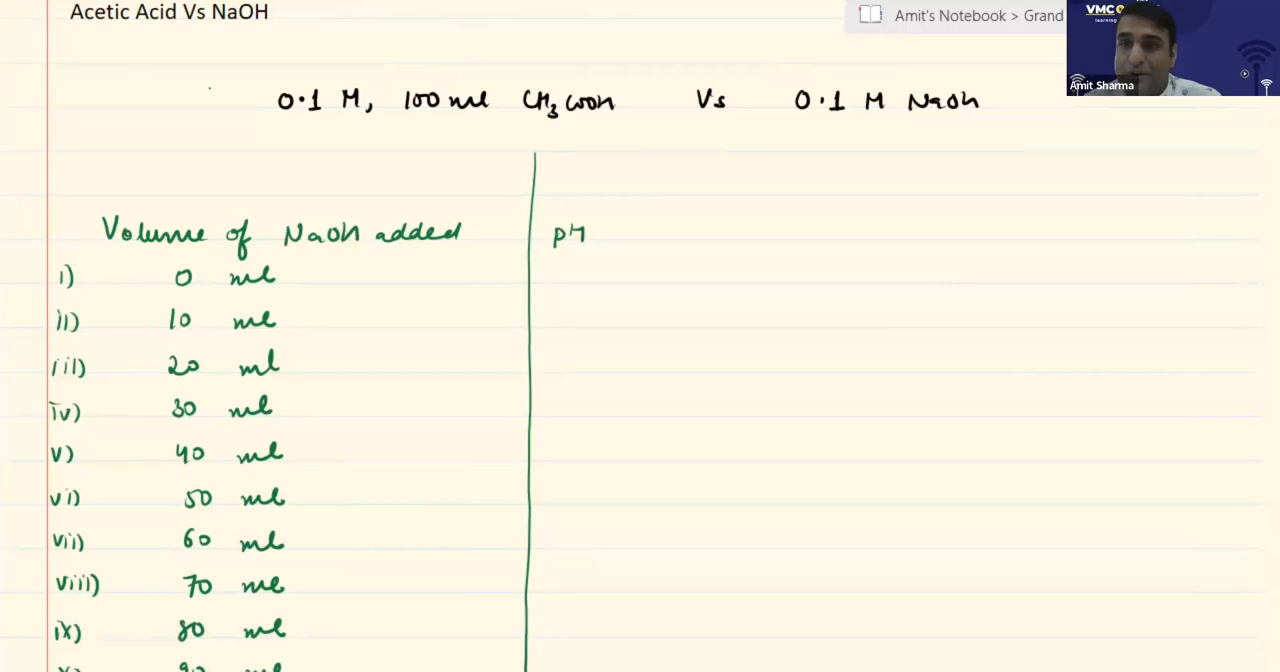 Acetic Acid Vs NaOH
Amit's Notebook > Grand
VMC
learning
Amit Sharma
0.1 M, 100 ml CH3COOH Vs 0.1 M NaOH
Volume of NaOH added pH
i) 0 ml
ii) 10 ml
iii) 20 ml
iv) 30 ml
v) 40 ml
vi) 50 ml
vii) 60 ml
viii) 70 ml
ix) 80 ml